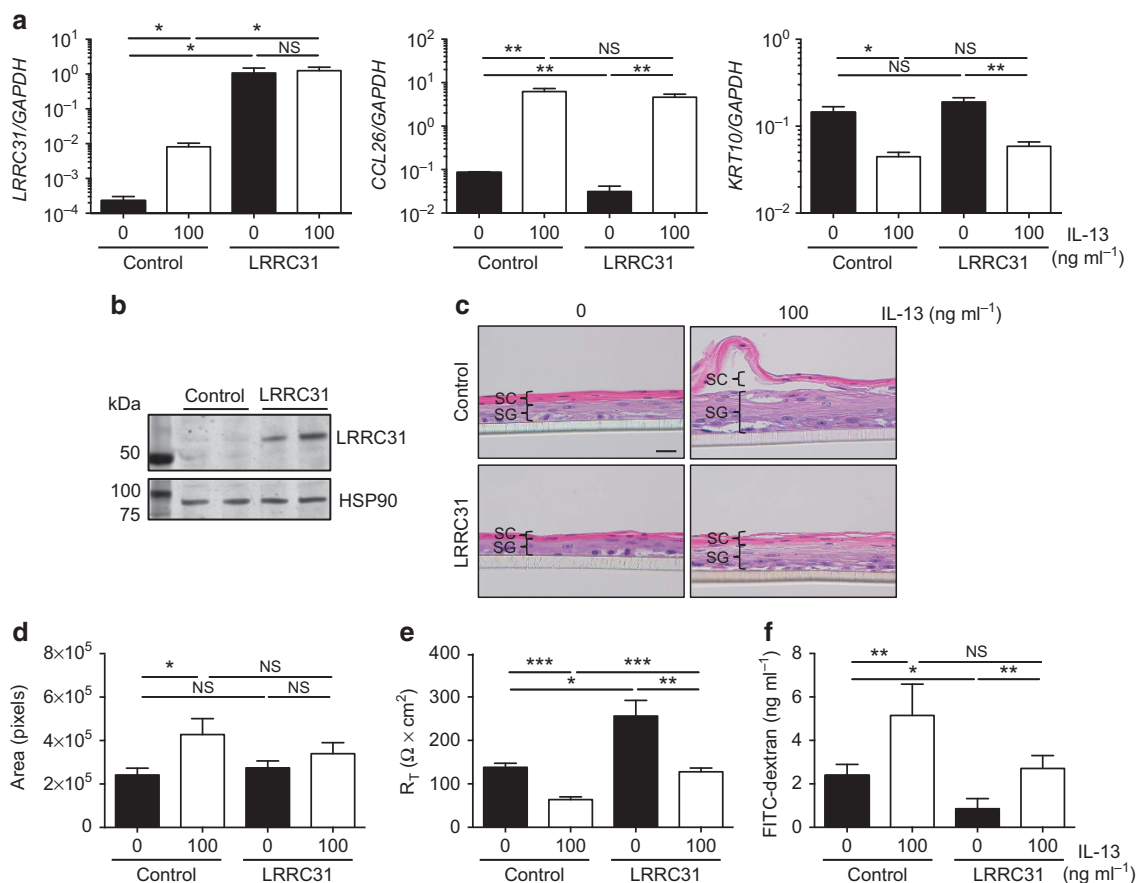 a
* *
* NS
10¹
10⁰
10⁻¹
10⁻²
10⁻³
10⁻⁴
LRRC31/GAPDH
0 100 0 100
Control LRRC31
** NS
** **
10²
10¹
10⁰
10⁻¹
10⁻²
CCL26/GAPDH
0 100 0 100
Control LRRC31
* NS
NS **
10⁰
10⁻¹
10⁻²
KRT10/GAPDH
0 100 0 100 IL-13
Control LRRC31 (ng ml⁻¹)
b
Control LRRC31
kDa
LRRC31
50
100
HSP90
75
c
0 100 IL-13 (ng ml⁻¹)
Control
SC
SG
SC
SG
LRRC31
SC
SG
SC
SG
d
* NS
NS NS
8×10⁵
6×10⁵
4×10⁵
2×10⁵
0
Area (pixels)
0 100 0 100
Control LRRC31
e
*** ***
* **
400
300
200
100
0
R_T (Ω × cm²)
0 100 0 100
Control LRRC31
f
** NS
* **
8
6
4
2
0
FITC-dextran (ng ml⁻¹)
0 100 0 100 IL-13
Control LRRC31 (ng ml⁻¹)